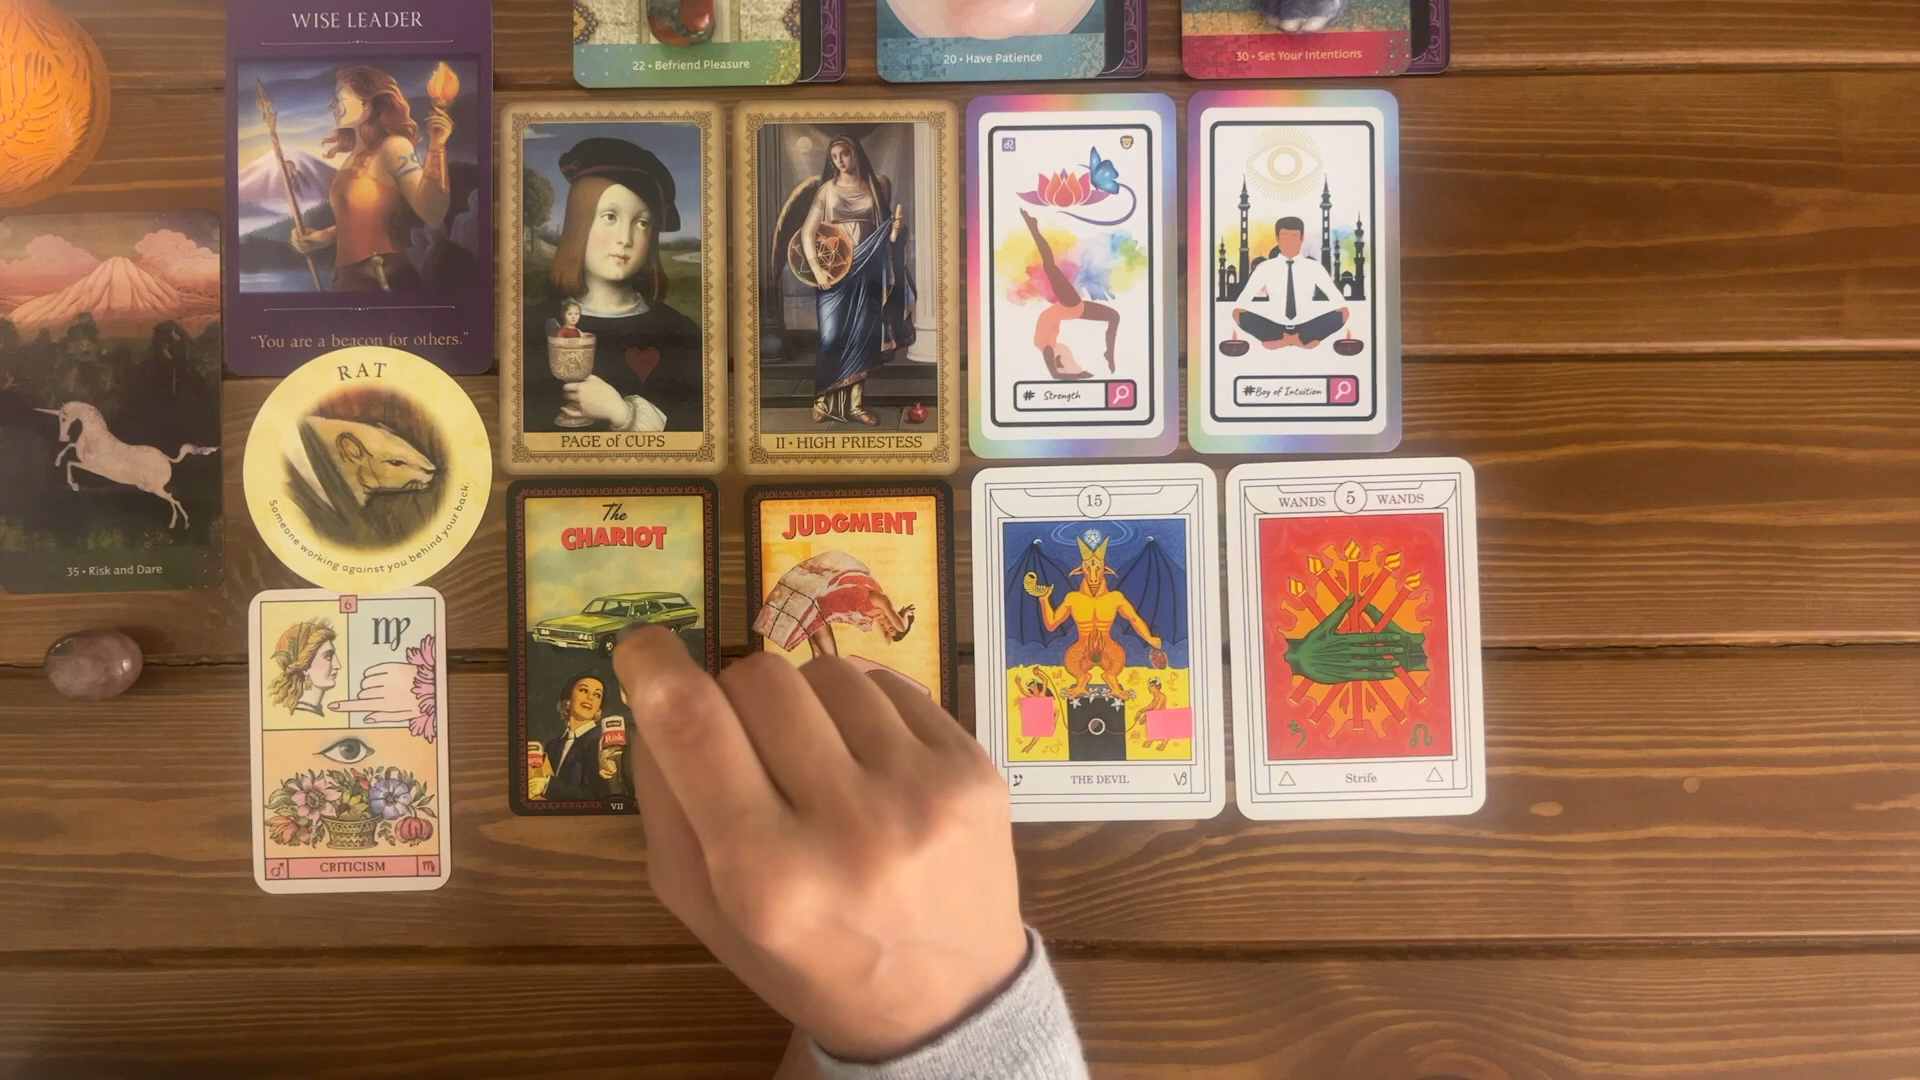 WISE LEADER
"You are a beacon for others."
22 • Befriend Pleasure
20 • Have Patience
30 • Set Your Intentions
35 • Risk and Dare
RAT
Someone working against you behind your back.
PAGE of CUPS
II • HIGH PRIESTESS
# Strength
#Boy of Intuition
6
CRITICISM
The
CHARIOT
Risk
VII
JUDGMENT
15
THE DEVIL
WANDS 5 WANDS
Strife